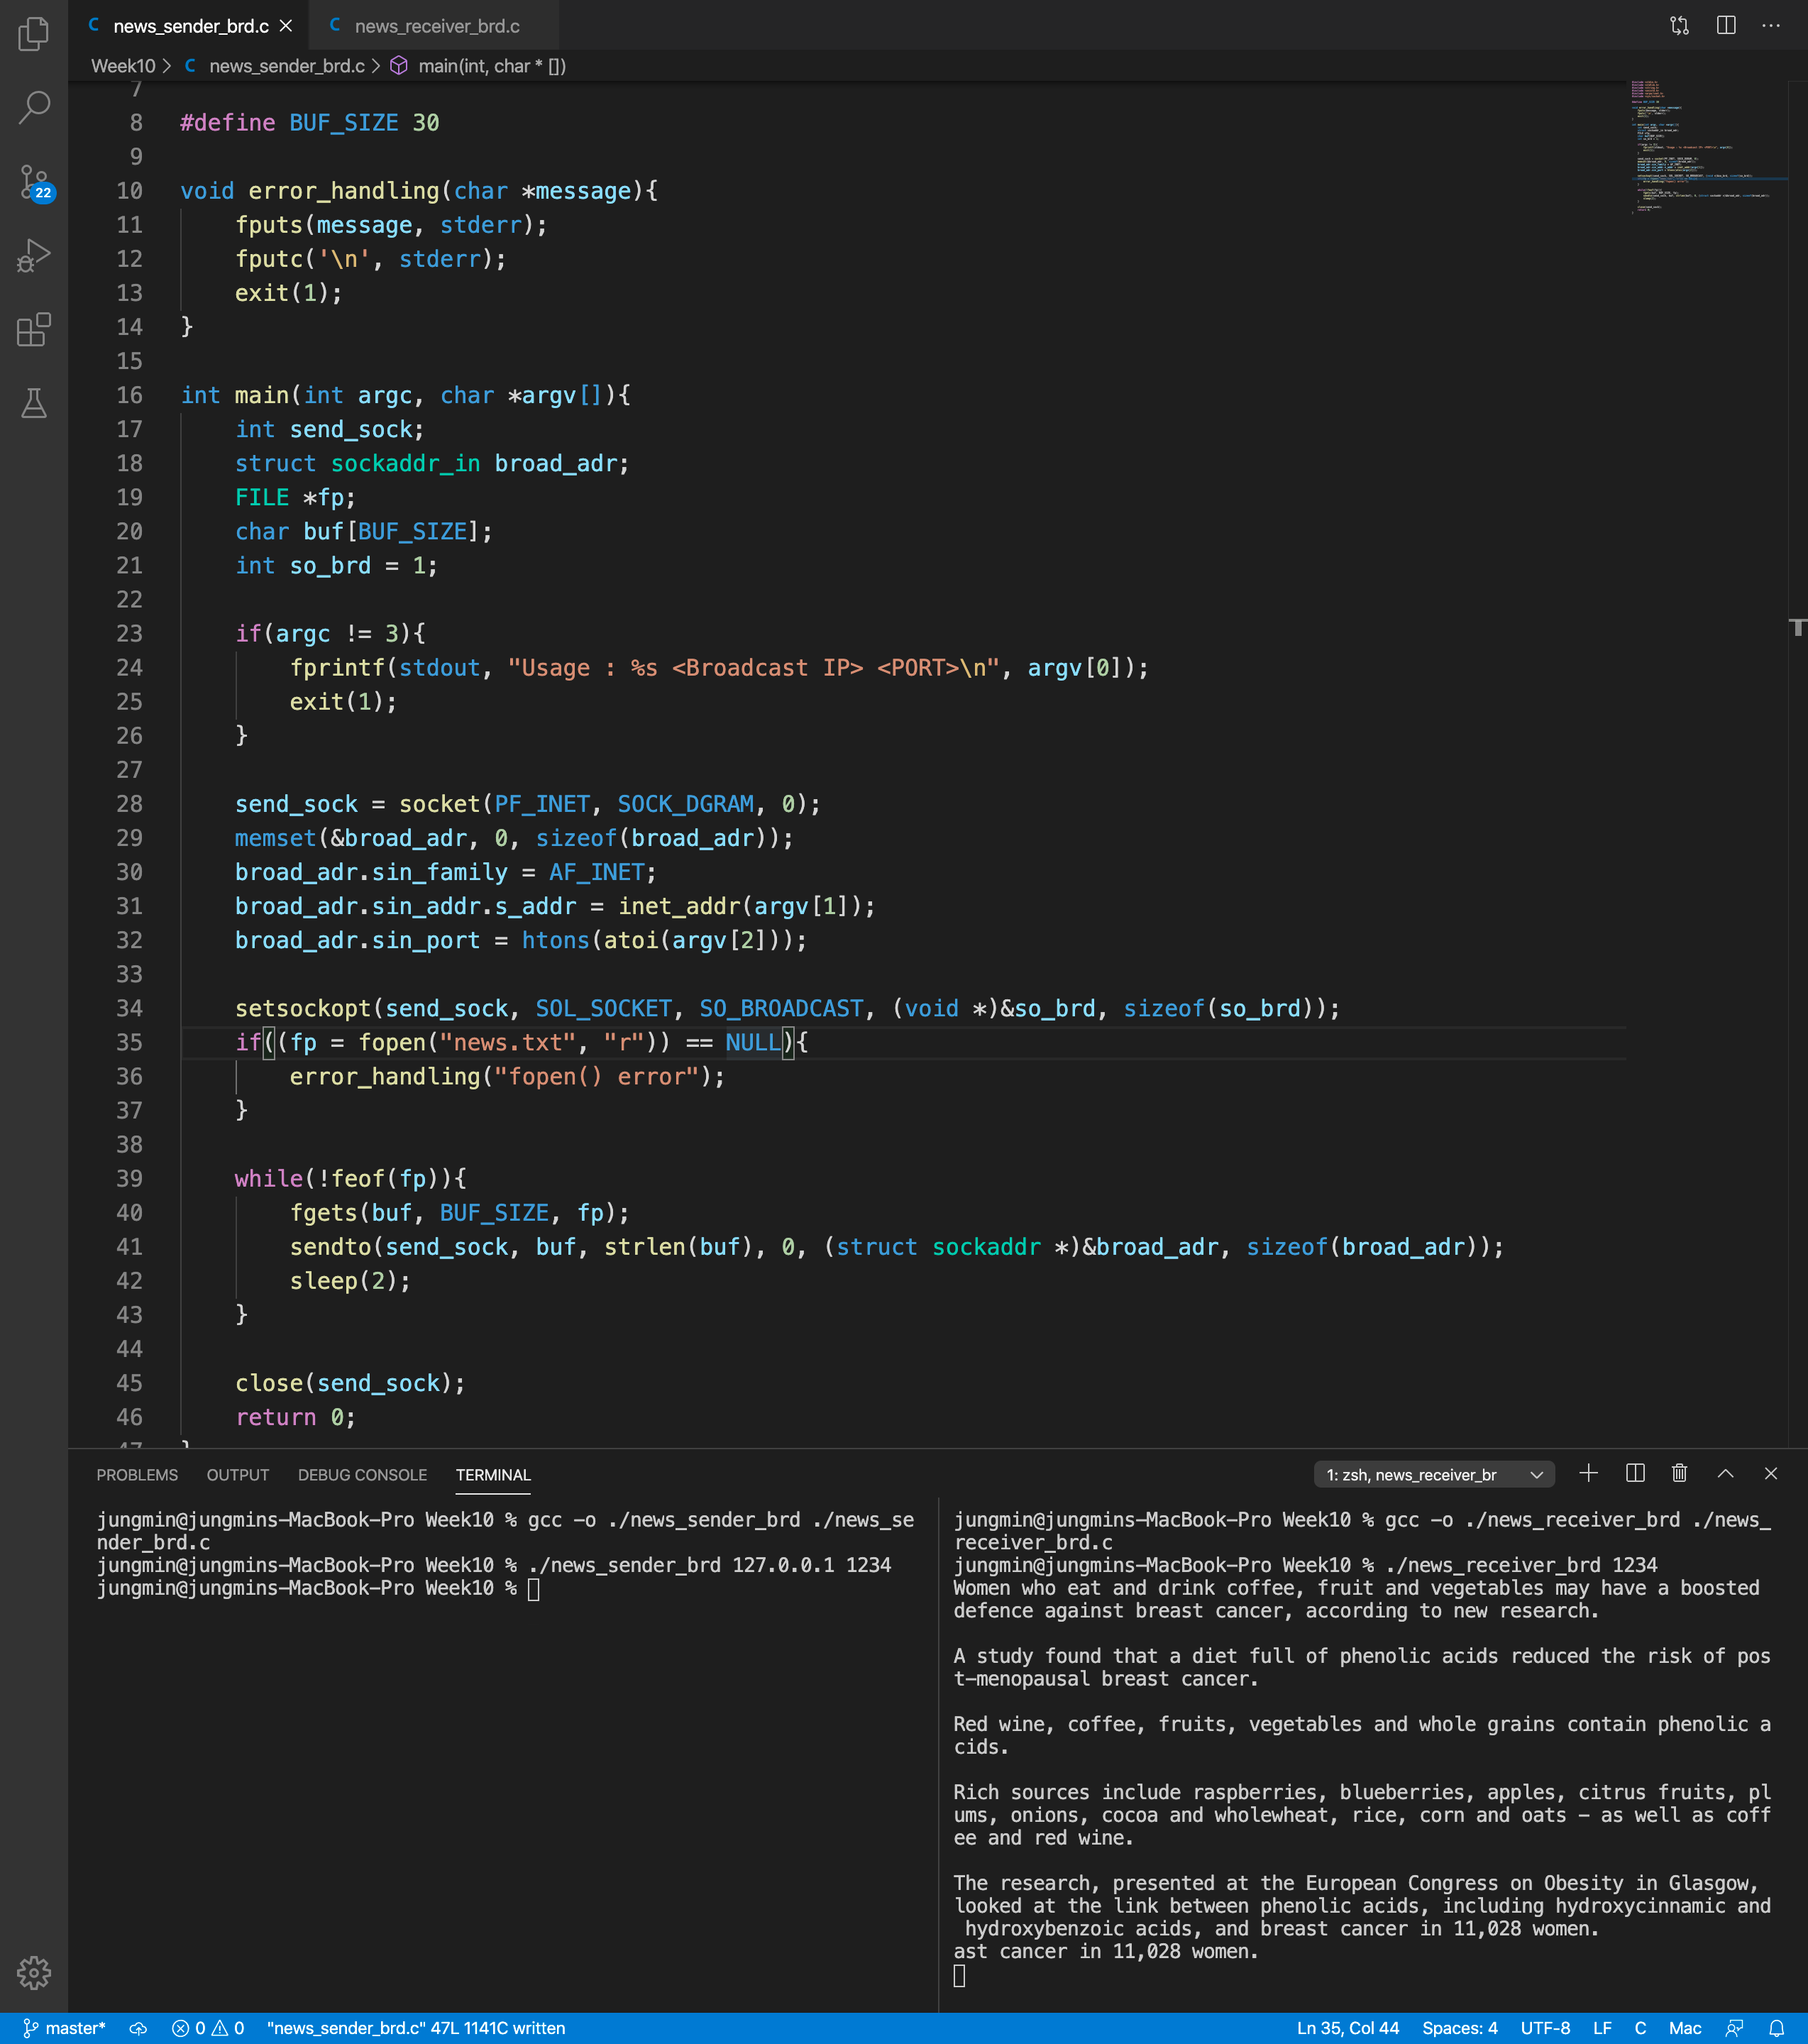 C news_sender_brd.c ×
C news_receiver_brd.c
Week10 > C news_sender_brd.c > main(int, char * [])
7
8 #define BUF_SIZE 30
9
10 void error_handling(char *message){
11     fputs(message, stderr);
12     fputc('\n', stderr);
13     exit(1);
14 }
15
16 int main(int argc, char *argv[]){
17     int send_sock;
18     struct sockaddr_in broad_adr;
19     FILE *fp;
20     char buf[BUF_SIZE];
21     int so_brd = 1;
22
23     if(argc != 3){
24         fprintf(stdout, "Usage : %s <Broadcast IP> <PORT>\n", argv[0]);
25         exit(1);
26     }
27
28     send_sock = socket(PF_INET, SOCK_DGRAM, 0);
29     memset(&broad_adr, 0, sizeof(broad_adr));
30     broad_adr.sin_family = AF_INET;
31     broad_adr.sin_addr.s_addr = inet_addr(argv[1]);
32     broad_adr.sin_port = htons(atoi(argv[2]));
33
34     setsockopt(send_sock, SOL_SOCKET, SO_BROADCAST, (void *)&so_brd, sizeof(so_brd));
35     if((fp = fopen("news.txt", "r")) == NULL){
36         error_handling("fopen() error");
37     }
38
39     while(!feof(fp)){
40         fgets(buf, BUF_SIZE, fp);
41         sendto(send_sock, buf, strlen(buf), 0, (struct sockaddr *)&broad_adr, sizeof(broad_adr));
42         sleep(2);
43     }
44
45     close(send_sock);
46     return 0;
47 }
22
PROBLEMS OUTPUT DEBUG CONSOLE TERMINAL
1: zsh, news_receiver_br
jungmin@jungmins-MacBook-Pro Week10 % gcc -o ./news_sender_brd ./news_se
nder_brd.c
jungmin@jungmins-MacBook-Pro Week10 % ./news_sender_brd 127.0.0.1 1234
jungmin@jungmins-MacBook-Pro Week10 %
jungmin@jungmins-MacBook-Pro Week10 % gcc -o ./news_receiver_brd ./news_
receiver_brd.c
jungmin@jungmins-MacBook-Pro Week10 % ./news_receiver_brd 1234
Women who eat and drink coffee, fruit and vegetables may have a boosted
defence against breast cancer, according to new research.
A study found that a diet full of phenolic acids reduced the risk of pos
t-menopausal breast cancer.
Red wine, coffee, fruits, vegetables and whole grains contain phenolic a
cids.
Rich sources include raspberries, blueberries, apples, citrus fruits, pl
ums, onions, cocoa and wholewheat, rice, corn and oats - as well as coff
ee and red wine.
The research, presented at the European Congress on Obesity in Glasgow,
looked at the link between phenolic acids, including hydroxycinnamic and
 hydroxybenzoic acids, and breast cancer in 11,028 women.
ast cancer in 11,028 women.
master* 0 0 "news_sender_brd.c" 47L 1141C written
Ln 35, Col 44 Spaces: 4 UTF-8 LF C Mac